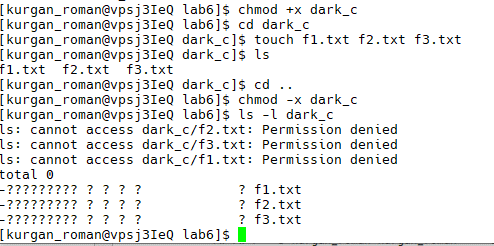 [kurgan_roman@vpsj3IeQ lab6]$ chmod +x dark_c
[kurgan_roman@vpsj3IeQ lab6]$ cd dark_c
[kurgan_roman@vpsj3IeQ dark_c]$ touch f1.txt f2.txt f3.txt
[kurgan_roman@vpsj3IeQ dark_c]$ ls
f1.txt  f2.txt  f3.txt
[kurgan_roman@vpsj3IeQ dark_c]$ cd ..
[kurgan_roman@vpsj3IeQ lab6]$ chmod -x dark_c
[kurgan_roman@vpsj3IeQ lab6]$ ls -l dark_c
ls: cannot access dark_c/f2.txt: Permission denied
ls: cannot access dark_c/f3.txt: Permission denied
ls: cannot access dark_c/f1.txt: Permission denied
total 0
-????????? ? ? ? ?            ? f1.txt
-????????? ? ? ? ?            ? f2.txt
-????????? ? ? ? ?            ? f3.txt
[kurgan_roman@vpsj3IeQ lab6]$